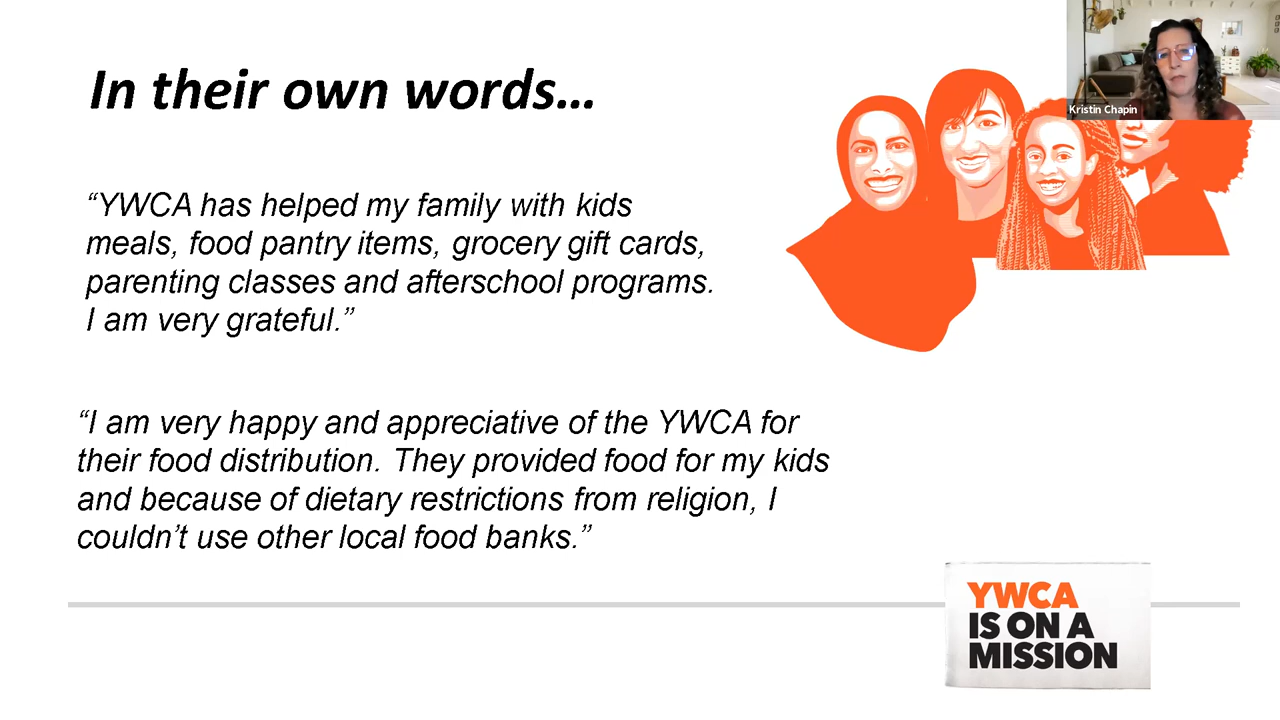 In their own words...
Kristin Chapin
“YWCA has helped my family with kids
meals, food pantry items, grocery gift cards,
parenting classes and afterschool programs.
I am very grateful.”
“I am very happy and appreciative of the YWCA for
their food distribution. They provided food for my kids
and because of dietary restrictions from religion, I
couldn’t use other local food banks.”
YWCA
IS ON A
MISSION